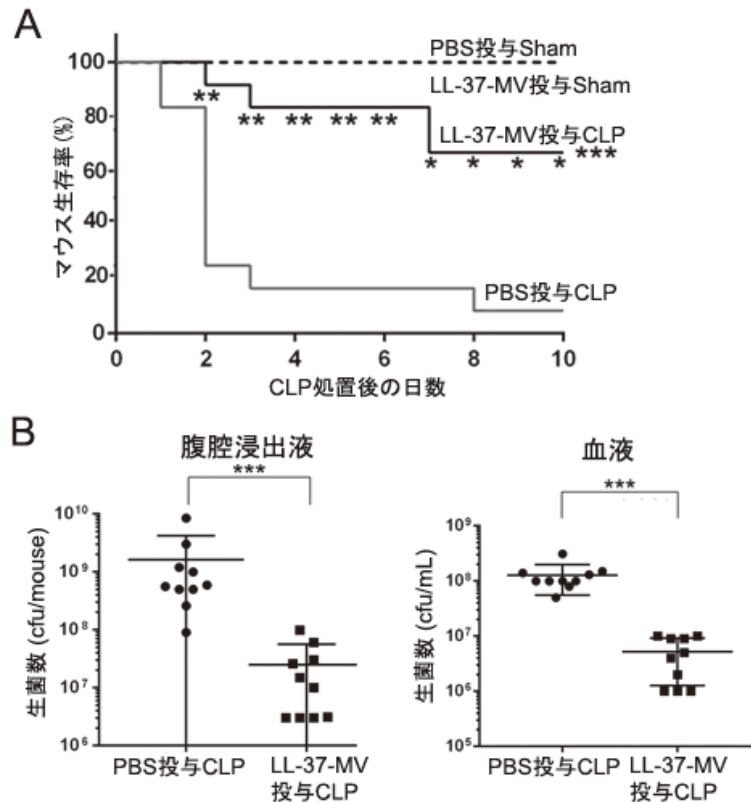 A
PBS投与Sham
LL-37-MV投与Sham
LL-37-MV投与CLP
PBS投与CLP
** ** ** ** **
* * * * ***
マウス生存率(%)
100
80
60
40
20
0
0 2 4 6 8 10
CLP処置後の日数
B
腹腔浸出液
***
生菌数 (cfu/mouse)
10¹⁰
10⁹
10⁸
10⁷
10⁶
PBS投与CLP
LL-37-MV
投与CLP
血液
***
生菌数 (cfu/mL)
10⁹
10⁸
10⁷
10⁶
10⁵
PBS投与CLP
LL-37-MV
投与CLP